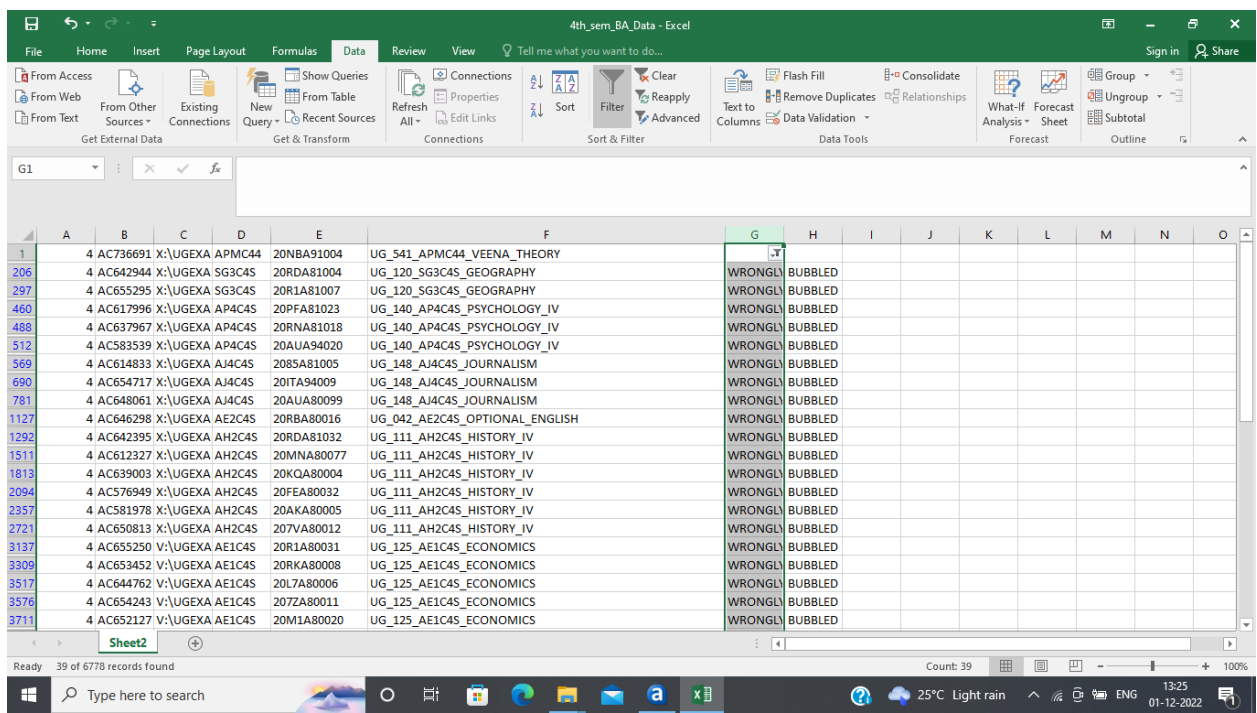 4th_sem_BA_Data - Excel
File Home Insert Page Layout Formulas Data Review View Tell me what you want to do... Sign in Share
From Access
From Web
From Text
From Other Sources
Existing Connections
Get External Data
New Query
Show Queries
From Table
Recent Sources
Get & Transform
Refresh All
Connections
Properties
Edit Links
Connections
Sort
Filter
Clear
Reapply
Advanced
Sort & Filter
Text to Columns
Flash Fill
Remove Duplicates
Data Validation
Consolidate
Relationships
Data Tools
What-If Analysis
Forecast Sheet
Forecast
Group
Ungroup
Subtotal
Outline
G1 fx
A B C D E F G H I J K L M N O
1 4 AC736691 X:\UGEXA APMC44 20NBA91004 UG_541_APMC44_VEENA_THEORY
206 4 AC642944 X:\UGEXA SG3C4S 20RDA81004 UG_120_SG3C4S_GEOGRAPHY WRONGLY BUBBLED
297 4 AC655295 X:\UGEXA SG3C4S 20R1A81007 UG_120_SG3C4S_GEOGRAPHY WRONGLY BUBBLED
460 4 AC617996 X:\UGEXA AP4C4S 20PFA81023 UG_140_AP4C4S_PSYCHOLOGY_IV WRONGLY BUBBLED
488 4 AC637967 X:\UGEXA AP4C4S 20RNA81018 UG_140_AP4C4S_PSYCHOLOGY_IV WRONGLY BUBBLED
512 4 AC583539 X:\UGEXA AP4C4S 20AUA94020 UG_140_AP4C4S_PSYCHOLOGY_IV WRONGLY BUBBLED
569 4 AC614833 X:\UGEXA AJ4C4S 2085A81005 UG_148_AJ4C4S_JOURNALISM WRONGLY BUBBLED
690 4 AC654717 X:\UGEXA AJ4C4S 20ITA94009 UG_148_AJ4C4S_JOURNALISM WRONGLY BUBBLED
781 4 AC648061 X:\UGEXA AJ4C4S 20AUA80099 UG_148_AJ4C4S_JOURNALISM WRONGLY BUBBLED
1127 4 AC646298 X:\UGEXA AE2C4S 20RBA80016 UG_042_AE2C4S_OPTIONAL_ENGLISH WRONGLY BUBBLED
1292 4 AC642395 X:\UGEXA AH2C4S 20RDA81032 UG_111_AH2C4S_HISTORY_IV WRONGLY BUBBLED
1511 4 AC612327 X:\UGEXA AH2C4S 20MNA80077 UG_111_AH2C4S_HISTORY_IV WRONGLY BUBBLED
1813 4 AC639003 X:\UGEXA AH2C4S 20KQA80004 UG_111_AH2C4S_HISTORY_IV WRONGLY BUBBLED
2094 4 AC576949 X:\UGEXA AH2C4S 20FEA80032 UG_111_AH2C4S_HISTORY_IV WRONGLY BUBBLED
2357 4 AC581978 X:\UGEXA AH2C4S 20AKA80005 UG_111_AH2C4S_HISTORY_IV WRONGLY BUBBLED
2721 4 AC650813 X:\UGEXA AH2C4S 207VA80012 UG_111_AH2C4S_HISTORY_IV WRONGLY BUBBLED
3137 4 AC655250 V:\UGEXA AE1C4S 20R1A80031 UG_125_AE1C4S_ECONOMICS WRONGLY BUBBLED
3309 4 AC653452 V:\UGEXA AE1C4S 20RKA80008 UG_125_AE1C4S_ECONOMICS WRONGLY BUBBLED
3517 4 AC644762 V:\UGEXA AE1C4S 20L7A80006 UG_125_AE1C4S_ECONOMICS WRONGLY BUBBLED
3576 4 AC654243 V:\UGEXA AE1C4S 207ZA80011 UG_125_AE1C4S_ECONOMICS WRONGLY BUBBLED
3711 4 AC652127 V:\UGEXA AE1C4S 20M1A80020 UG_125_AE1C4S_ECONOMICS WRONGLY BUBBLED
Sheet2
Ready 39 of 6778 records found Count: 39 100%
Type here to search 25°C Light rain ENG 13:25
01-12-2022